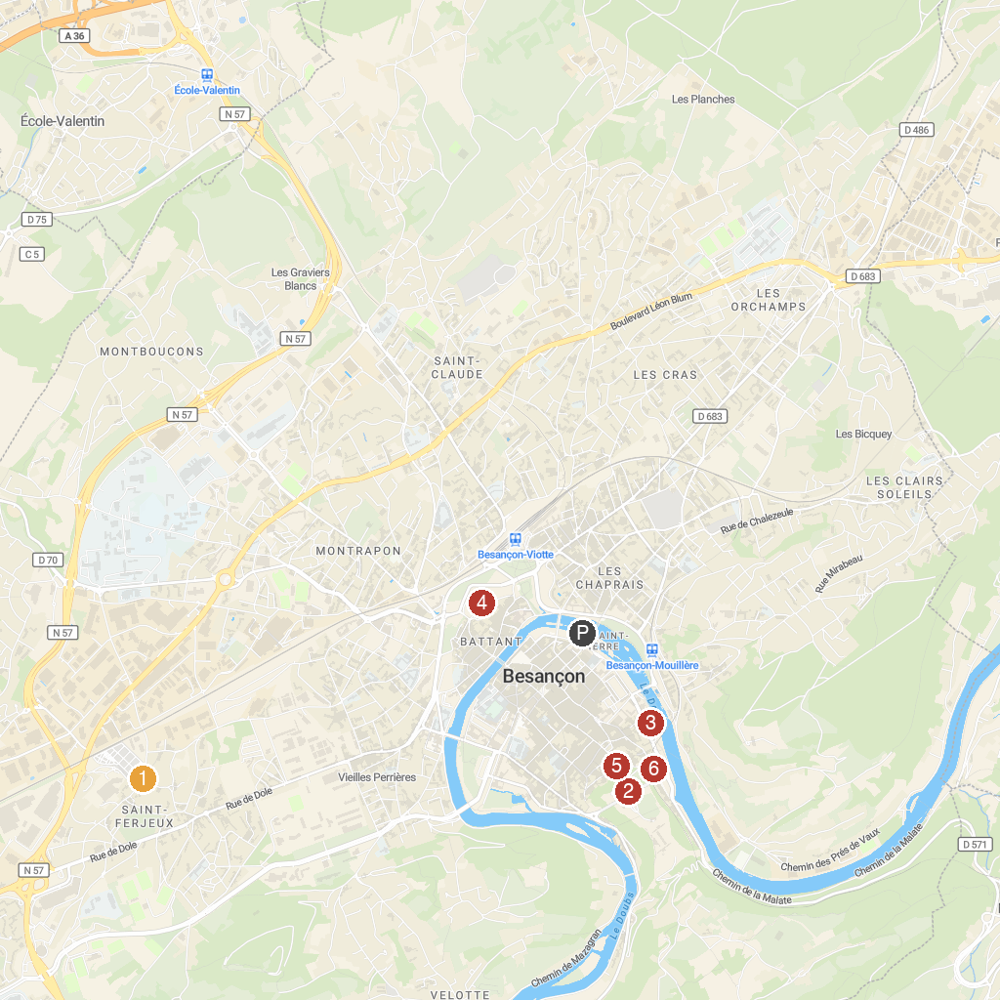 A 36
École-Valentin
École-Valentin
N 57
Les Planches
D 486
D 75
C 5
Les Graviers
Blancs
D 683
LES
ORCHAMPS
Boulevard Léon Blum
N 57
MONTBOUCONS
SAINT-
CLAUDE
LES CRAS
N 57
D 683
Les Bicquey
LES CLAIRS
SOLEILS
Rue de Chalezeule
Besançon-Viotte
MONTRAPON
D 70
LES
CHAPRAIS
Rue Mirabeau
4
N 57
P
BATTANT
Besançon-Mouillère
Besançon
3
5
6
1
2
Vieilles Perrières
SAINT-
FERJEUX
Rue de Dole
Rue de Dole
N 57
D 571
Chemin des Prés de Vaux
Chemin de la Malate
Chemin de la Malate
Le Doubs
Chemin de Mazagran
VELOTTE